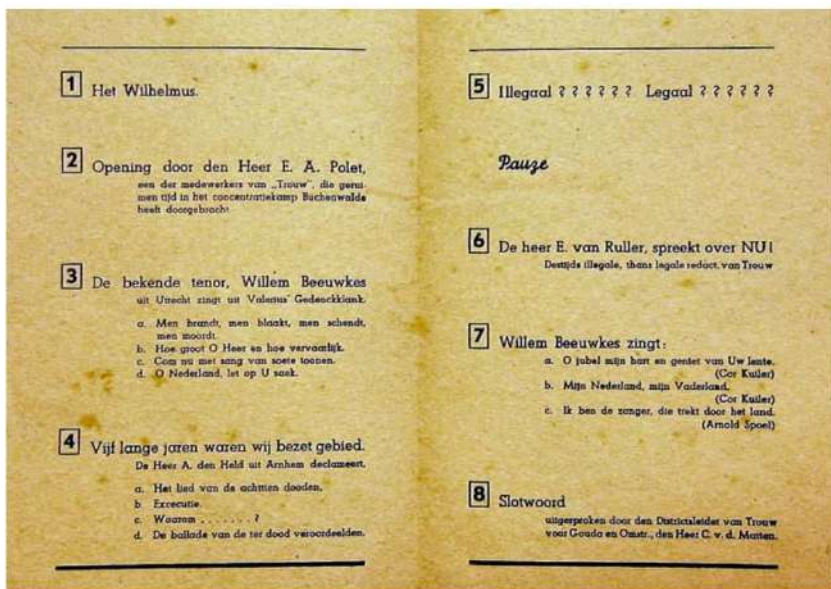 1 Het Wilhelmus.
2 Opening door den Heer E. A. Polet,
een der medewerkers van „Trouw", die gerui-
men tijd in het concentratiekamp Buchenwalde
heeft doorgebracht
3 De bekende tenor, Willem Beeuwkes
uit Utrecht zingt uit Valerius' Gedenckklank.
a. Men brandt, men blaakt, men schendt,
men moordt.
b. Hoe groot O Heer en hoe vervaarlijk.
c. Com nu met sang van soete toonen.
d. O Nederland, let op U saek.
4 Vijf lange jaren waren wij bezet gebied.
De Heer A. den Held uit Arnhem declameert.
a. Het lied van de achttien dooden.
b. Executie.
c. Waarom . . . . . . . ?
d. De ballade van de ter dood veroordeelden.
5 Illegaal ? ? ? ? ? ? Legaal ? ? ? ? ? ?
Pauze
6 De heer E. van Ruller, spreekt over NU!
Destijds illegale, thans legale redact. van Trouw
7 Willem Beeuwkes zingt:
a. O jubel mijn hart en geniet van Uw lente.
(Cor Kuiler)
b. Mijn Nederland, mijn Vaderland.
(Cor Kuiler)
c. Ik ben de zanger, die trekt door het land.
(Arnold Spoel)
8 Slotwoord
uitgesproken door den Districtsleider van Trouw
voor Gouda en Omstr., den Heer C. v. d. Matten.